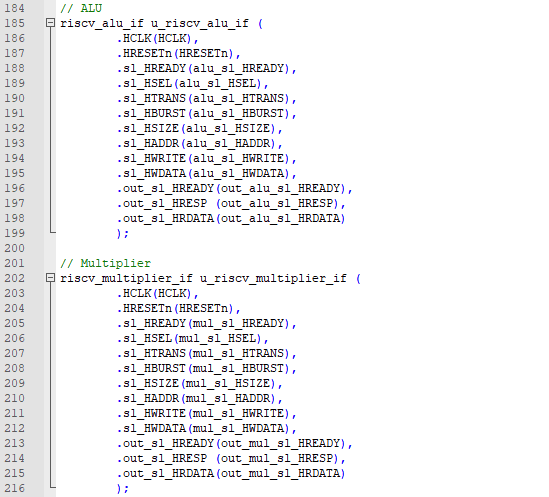 184 // ALU
185 riscv_alu_if u_riscv_alu_if (
186 .HCLK(HCLK),
187 .HRESETn(HRESETn),
188 .sl_HREADY(alu_sl_HREADY),
189 .sl_HSEL(alu_sl_HSEL),
190 .sl_HTRANS(alu_sl_HTRANS),
191 .sl_HBURST(alu_sl_HBURST),
192 .sl_HSIZE(alu_sl_HSIZE),
193 .sl_HADDR(alu_sl_HADDR),
194 .sl_HWRITE(alu_sl_HWRITE),
195 .sl_HWDATA(alu_sl_HWDATA),
196 .out_sl_HREADY(out_alu_sl_HREADY),
197 .out_sl_HRESP (out_alu_sl_HRESP),
198 .out_sl_HRDATA(out_alu_sl_HRDATA)
199 );
200
201 // Multiplier
202 riscv_multiplier_if u_riscv_multiplier_if (
203 .HCLK(HCLK),
204 .HRESETn(HRESETn),
205 .sl_HREADY(mul_sl_HREADY),
206 .sl_HSEL(mul_sl_HSEL),
207 .sl_HTRANS(mul_sl_HTRANS),
208 .sl_HBURST(mul_sl_HBURST),
209 .sl_HSIZE(mul_sl_HSIZE),
210 .sl_HADDR(mul_sl_HADDR),
211 .sl_HWRITE(mul_sl_HWRITE),
212 .sl_HWDATA(mul_sl_HWDATA),
213 .out_sl_HREADY(out_mul_sl_HREADY),
214 .out_sl_HRESP (out_mul_sl_HRESP),
215 .out_sl_HRDATA(out_mul_sl_HRDATA)
216 );